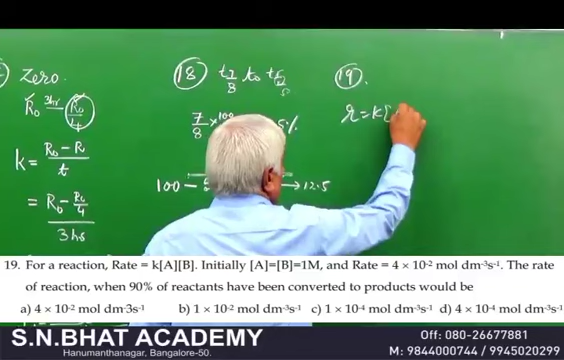 Zero.
R₀ 3hr R₀/4
k = R₀ - R / t
= R₀ - R₀/4 / 3 hrs
18 t7/8 to
7/8 × 100
5%
100 —
→ 12.5
19.
r = k[
19. For a reaction, Rate = k[A][B]. Initially [A]=[B]=1M, and Rate = 4 × 10⁻² mol dm⁻³s⁻¹. The rate
of reaction, when 90% of reactants have been converted to products would be
a) 4 × 10⁻² mol dm-3s⁻¹ b) 1 × 10⁻² mol dm⁻³s⁻¹ c) 1 × 10⁻⁴ mol dm⁻³s⁻¹ d) 4 × 10⁻⁴ mol dm⁻³s⁻¹
S.N.BHAT ACADEMY
Hanumanthanagar, Bangalore-50.
Off: 080-26677881
M: 9844000744 / 9945020299